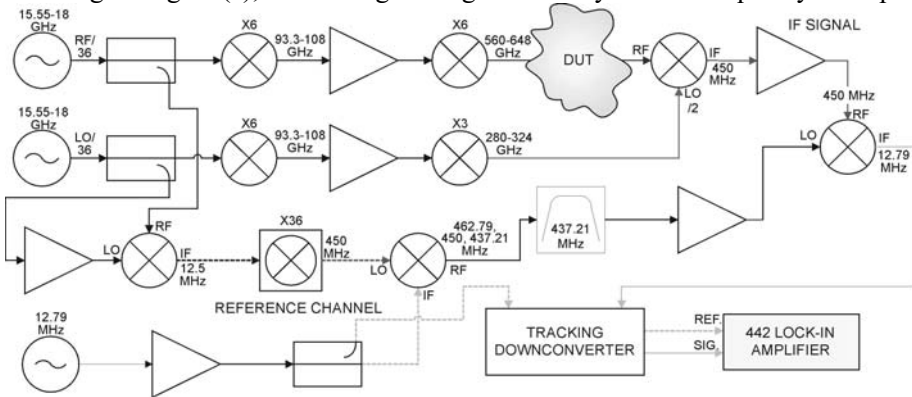 15.55-18
GHz
RF/
36
X6
93.3-108
GHz
X6
560-648
GHz
DUT
RF
IF
450
MHz
LO
/2
IF SIGNAL
450 MHz
RF
LO
IF
12.79
MHz
15.55-18
GHz
LO/
36
X6
93.3-108
GHz
X3
280-324
GHz
RF
LO
IF
12.5
MHz
X36
450
MHz
REFERENCE CHANNEL
462.79,
450, 437.21
MHz
LO
RF
IF
437.21
MHz
12.79
MHz
TRACKING
DOWNCONVERTER
REF.
SIG.
442 LOCK-IN
AMPLIFIER